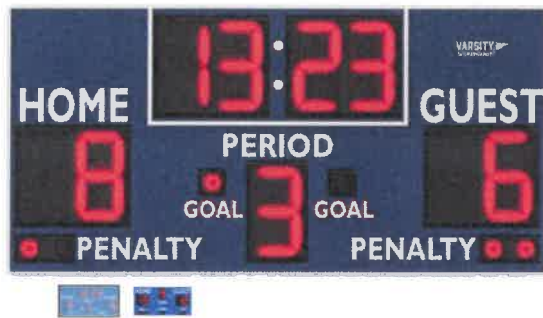 13:23
VARSITY
HOME
GUEST
PERIOD
8
3
6
GOAL
GOAL
PENALTY
PENALTY